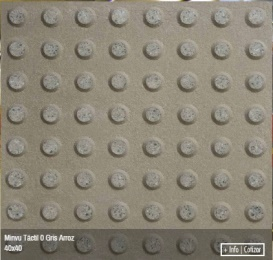 Minvu Táctil 0 Gris Arroz
40x40
+ Info | Cotizar